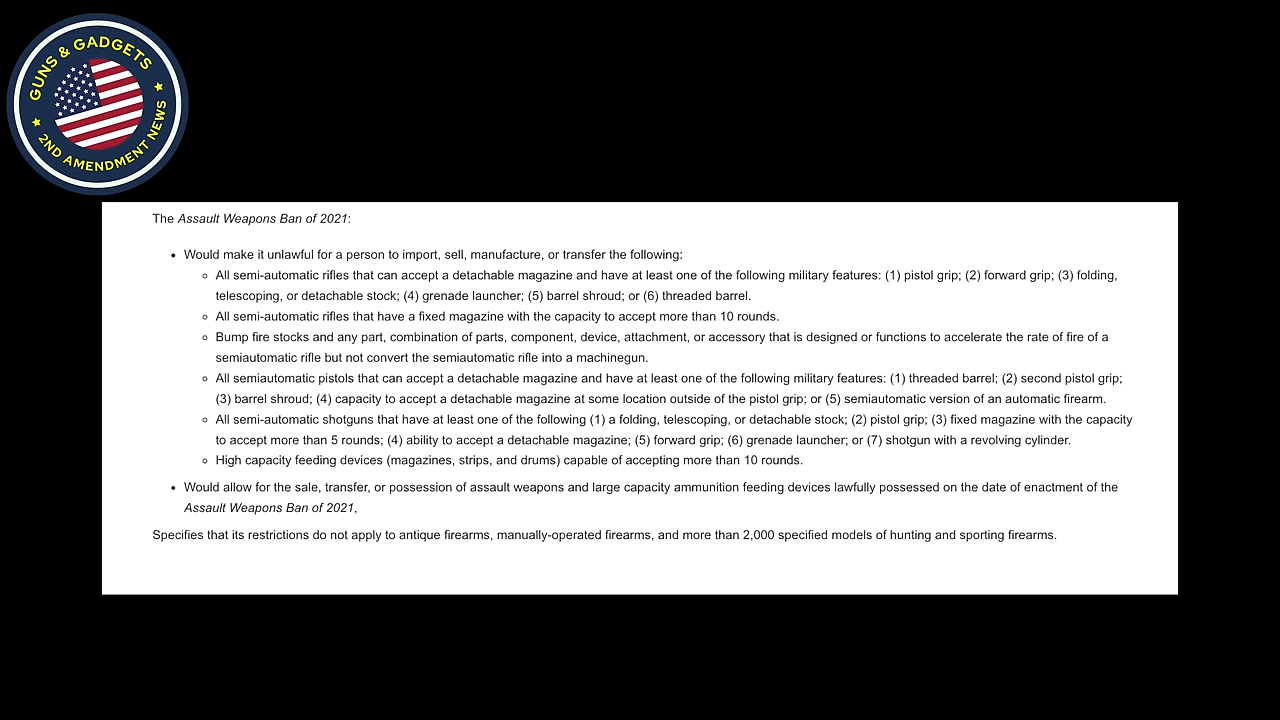 GUNS & GADGETS
2ND AMENDMENT NEWS
The Assault Weapons Ban of 2021:
• Would make it unlawful for a person to import, sell, manufacture, or transfer the following:
○ All semi-automatic rifles that can accept a detachable magazine and have at least one of the following military features: (1) pistol grip; (2) forward grip; (3) folding,
telescoping, or detachable stock; (4) grenade launcher; (5) barrel shroud; or (6) threaded barrel.
○ All semi-automatic rifles that have a fixed magazine with the capacity to accept more than 10 rounds.
○ Bump fire stocks and any part, combination of parts, component, device, attachment, or accessory that is designed or functions to accelerate the rate of fire of a
semiautomatic rifle but not convert the semiautomatic rifle into a machinegun.
○ All semiautomatic pistols that can accept a detachable magazine and have at least one of the following military features: (1) threaded barrel; (2) second pistol grip;
(3) barrel shroud; (4) capacity to accept a detachable magazine at some location outside of the pistol grip; or (5) semiautomatic version of an automatic firearm.
○ All semi-automatic shotguns that have at least one of the following (1) a folding, telescoping, or detachable stock; (2) pistol grip; (3) fixed magazine with the capacity
to accept more than 5 rounds; (4) ability to accept a detachable magazine; (5) forward grip; (6) grenade launcher; or (7) shotgun with a revolving cylinder.
○ High capacity feeding devices (magazines, strips, and drums) capable of accepting more than 10 rounds.
• Would allow for the sale, transfer, or possession of assault weapons and large capacity ammunition feeding devices lawfully possessed on the date of enactment of the
Assault Weapons Ban of 2021,
Specifies that its restrictions do not apply to antique firearms, manually-operated firearms, and more than 2,000 specified models of hunting and sporting firearms.